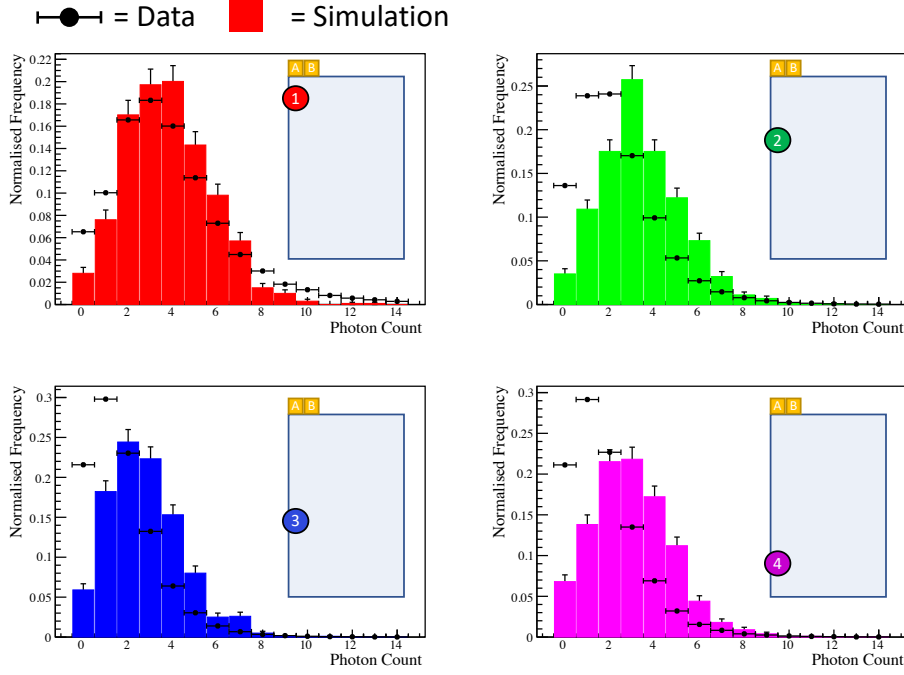 = Data = Simulation
Normalised Frequency
0.22
0.2
0.18
0.16
0.14
0.12
0.1
0.08
0.06
0.04
0.02
0
0 2 4 6 8 10 12 14
Photon Count
A B
1
Normalised Frequency
0.25
0.2
0.15
0.1
0.05
0
0 2 4 6 8 10 12 14
Photon Count
A B
2
Normalised Frequency
0.3
0.25
0.2
0.15
0.1
0.05
0
0 2 4 6 8 10 12 14
Photon Count
A B
3
Normalised Frequency
0.3
0.25
0.2
0.15
0.1
0.05
0
0 2 4 6 8 10 12 14
Photon Count
A B
4